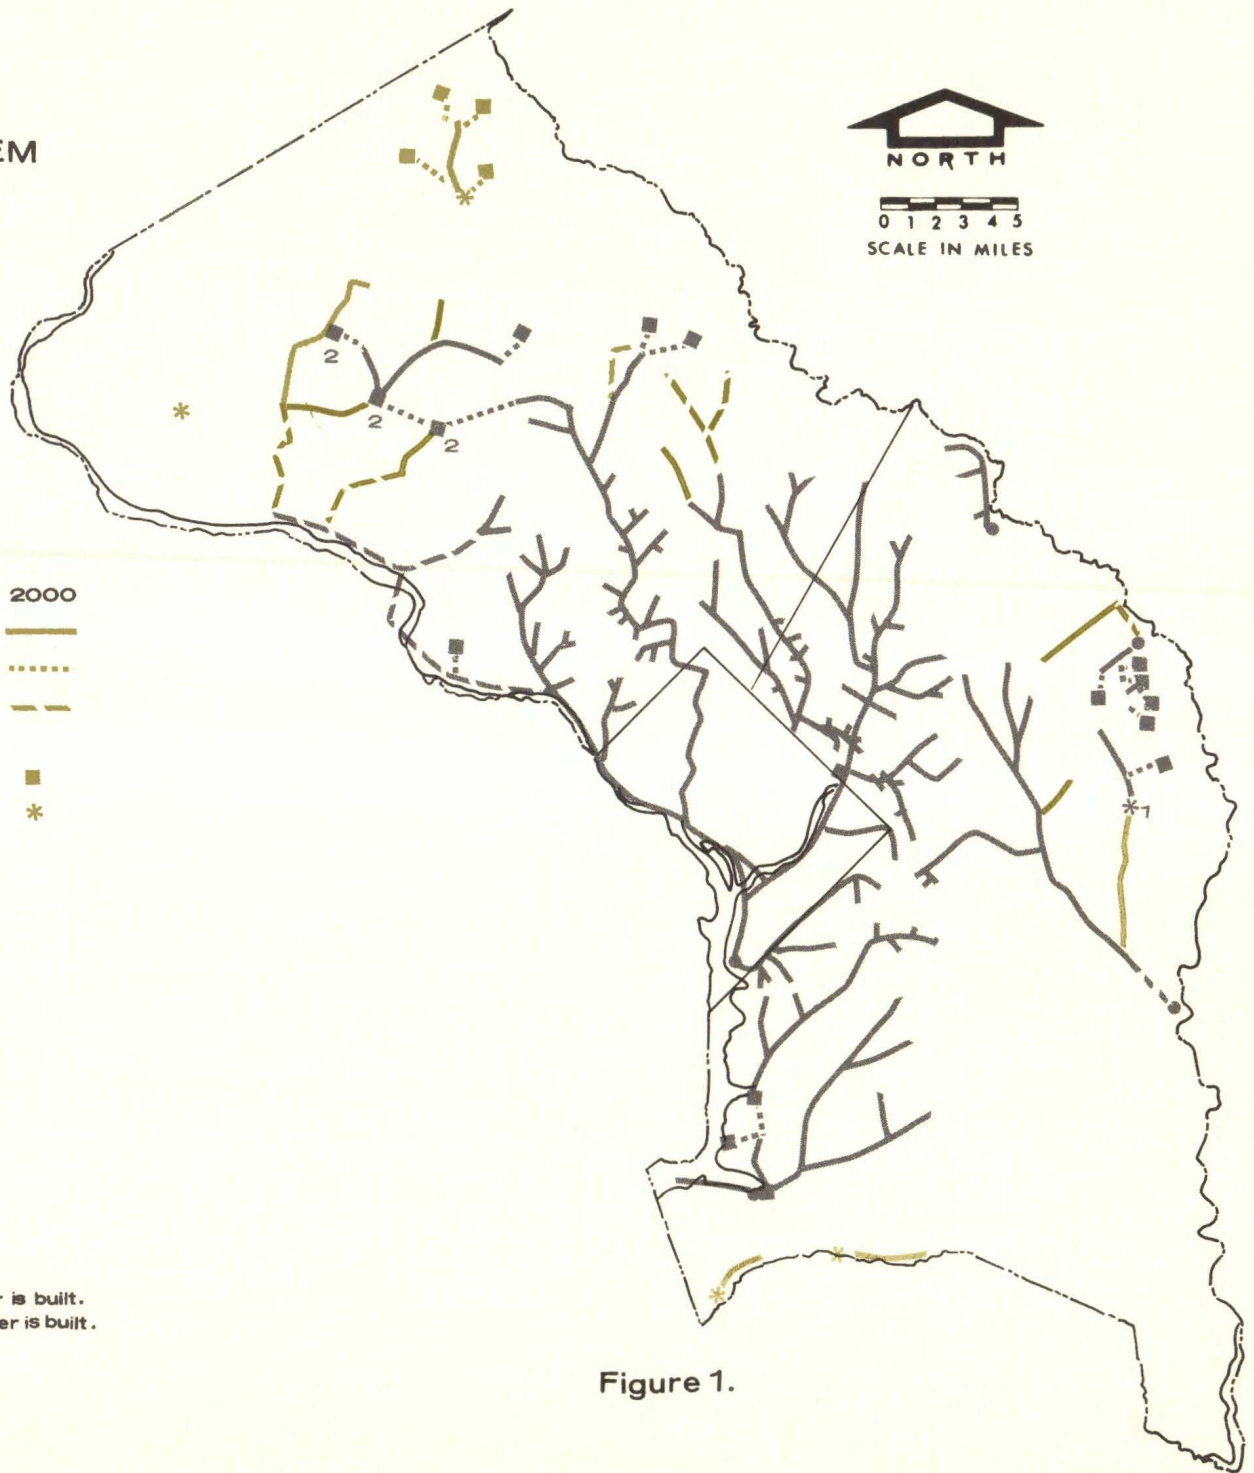 EM
NORTH
0 1 2 3 4 5
SCALE IN MILES
2
2
2
2000
*1
r is built.
er is built.
Figure 1.